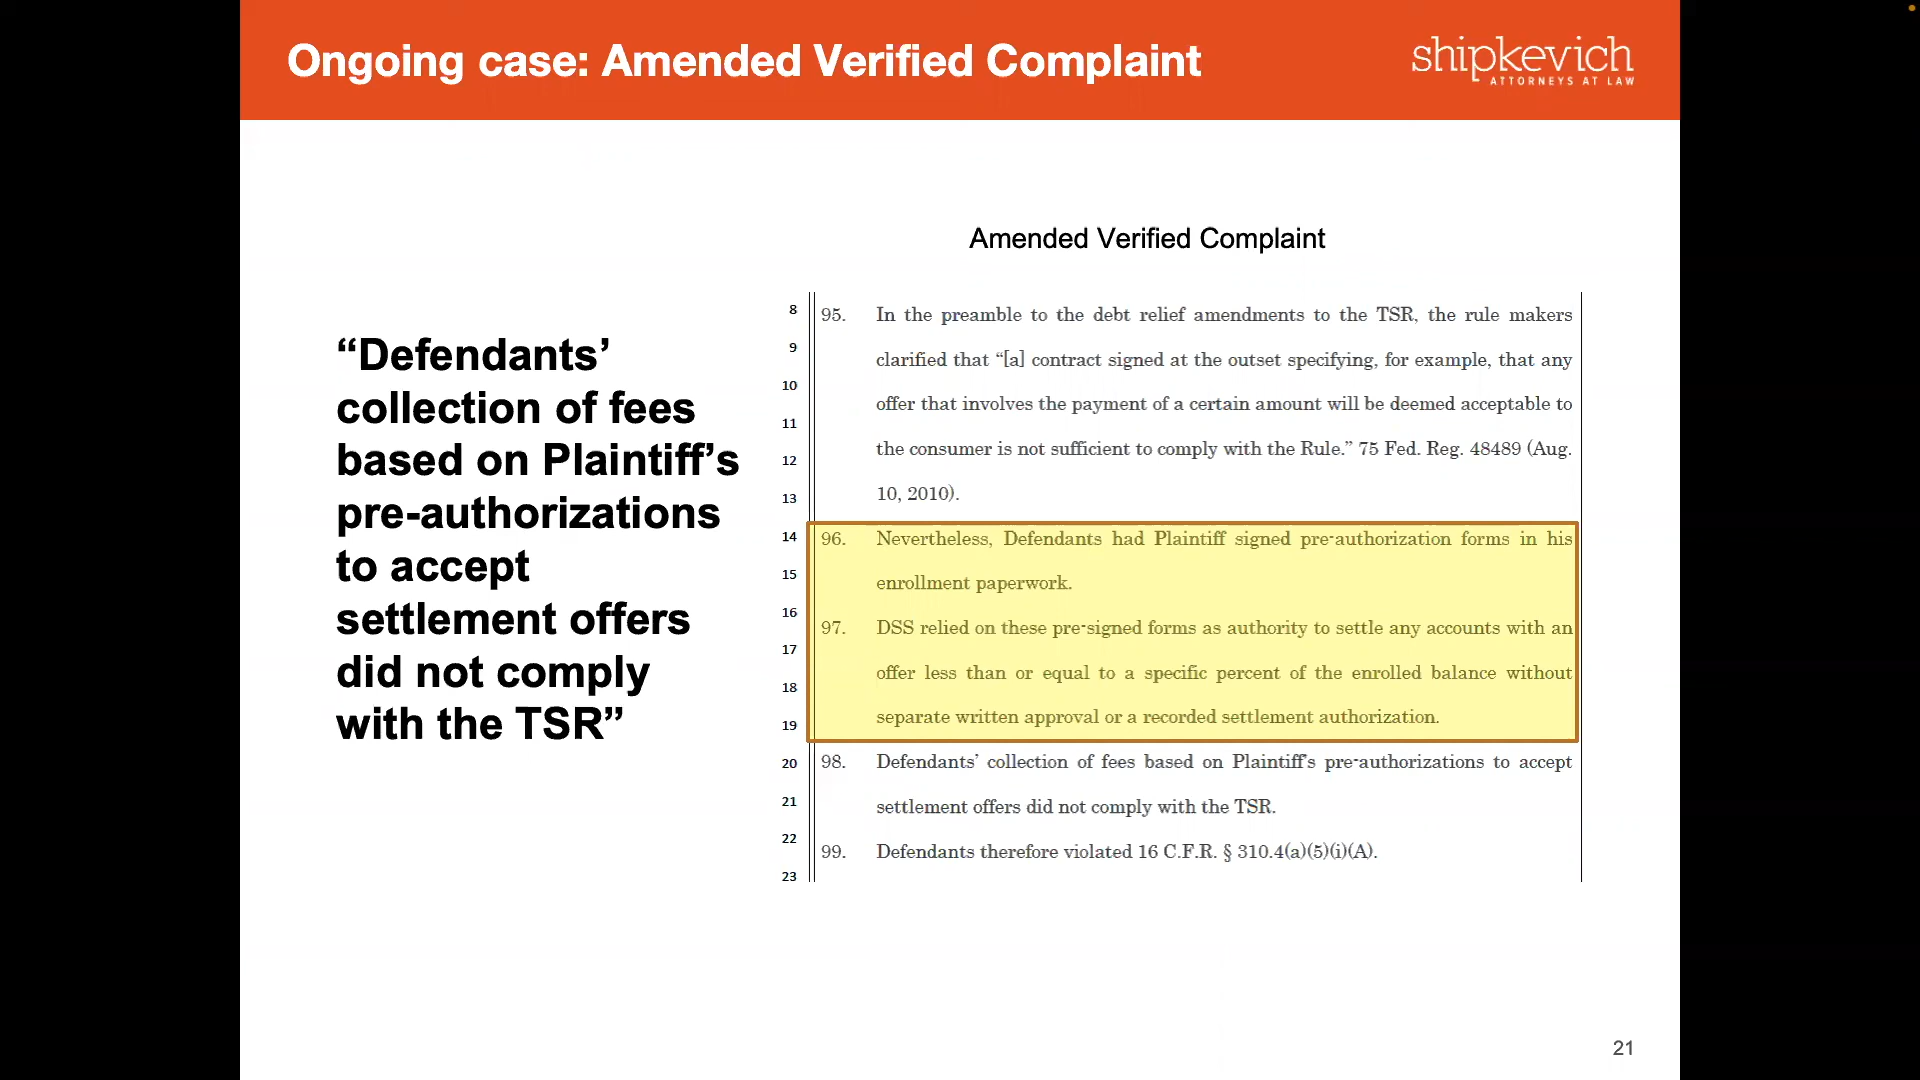 Ongoing case: Amended Verified Complaint
shipkevich
ATTORNEYS AT LAW
Amended Verified Complaint
“Defendants’
collection of fees
based on Plaintiff’s
pre-authorizations
to accept
settlement offers
did not comply
with the TSR”
8
9
10
11
12
13
14
15
16
17
18
19
20
21
22
23
95. In the preamble to the debt relief amendments to the TSR, the rule makers
clarified that “[a] contract signed at the outset specifying, for example, that any
offer that involves the payment of a certain amount will be deemed acceptable to
the consumer is not sufficient to comply with the Rule.” 75 Fed. Reg. 48489 (Aug.
10, 2010).
96. Nevertheless, Defendants had Plaintiff signed pre-authorization forms in his
enrollment paperwork.
97. DSS relied on these pre-signed forms as authority to settle any accounts with an
offer less than or equal to a specific percent of the enrolled balance without
separate written approval or a recorded settlement authorization.
98. Defendants’ collection of fees based on Plaintiff’s pre-authorizations to accept
settlement offers did not comply with the TSR.
99. Defendants therefore violated 16 C.F.R. § 310.4(a)(5)(i)(A).
21